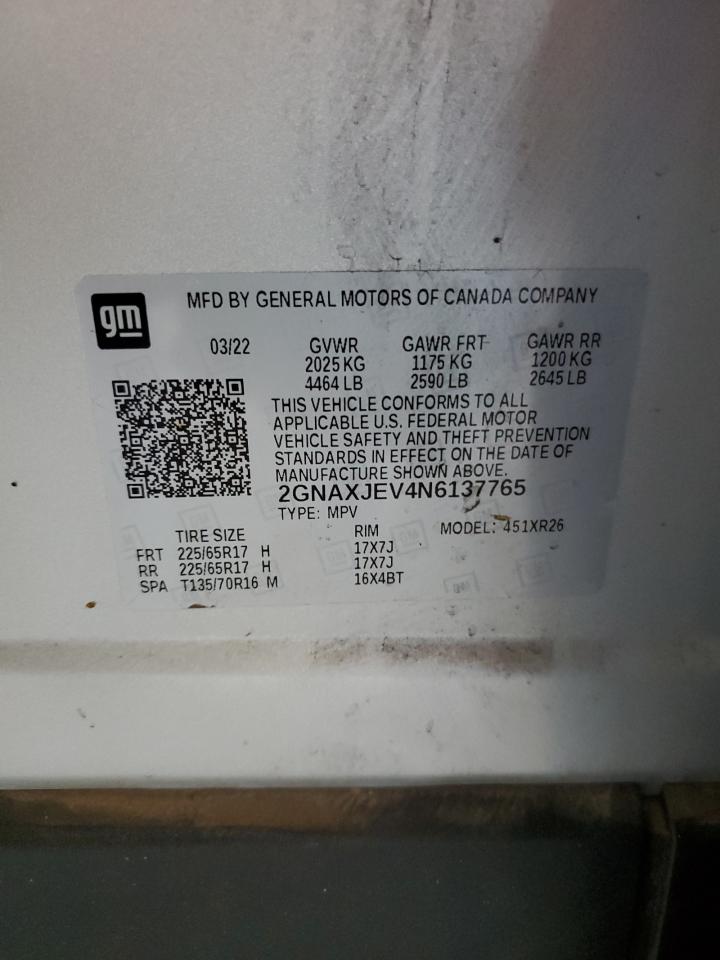 gm
MFD BY GENERAL MOTORS OF CANADA COMPANY
03/22 GVWR GAWR FRT GAWR RR
2025 KG 1175 KG 1200 KG
4464 LB 2590 LB 2645 LB
THIS VEHICLE CONFORMS TO ALL
APPLICABLE U.S. FEDERAL MOTOR
VEHICLE SAFETY AND THEFT PREVENTION
STANDARDS IN EFFECT ON THE DATE OF
MANUFACTURE SHOWN ABOVE.
2GNAXJEV4N6137765
TYPE: MPV MODEL: 451XR26
TIRE SIZE RIM
FRT 225/65R17 H 17X7J
RR 225/65R17 H 17X7J
SPA T135/70R16 M 16X4BT